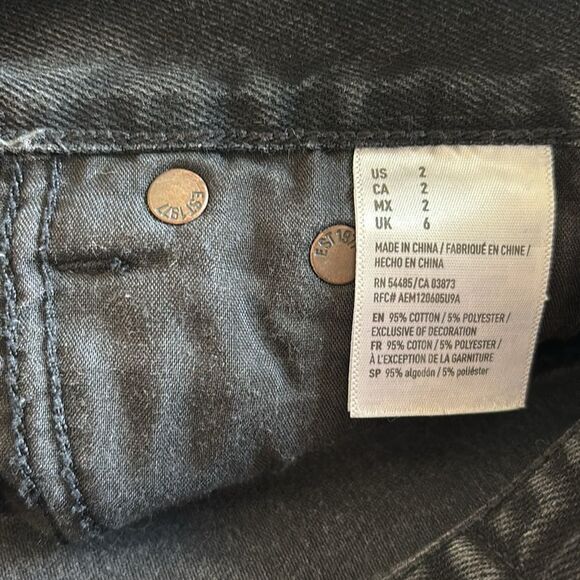 EST 1977
EST 1977
US 2
CA 2
MX 2
UK 6
MADE IN CHINA / FABRIQUÉ EN CHINE /
HECHO EN CHINA
RN 54485/CA 03873
RFC# AEM120605U9A
EN 95% COTTON / 5% POLYESTER /
EXCLUSIVE OF DECORATION
FR 95% COTON / 5% POLYESTER /
À L'EXCEPTION DE LA GARNITURE
SP 95% algodón / 5% poliéster